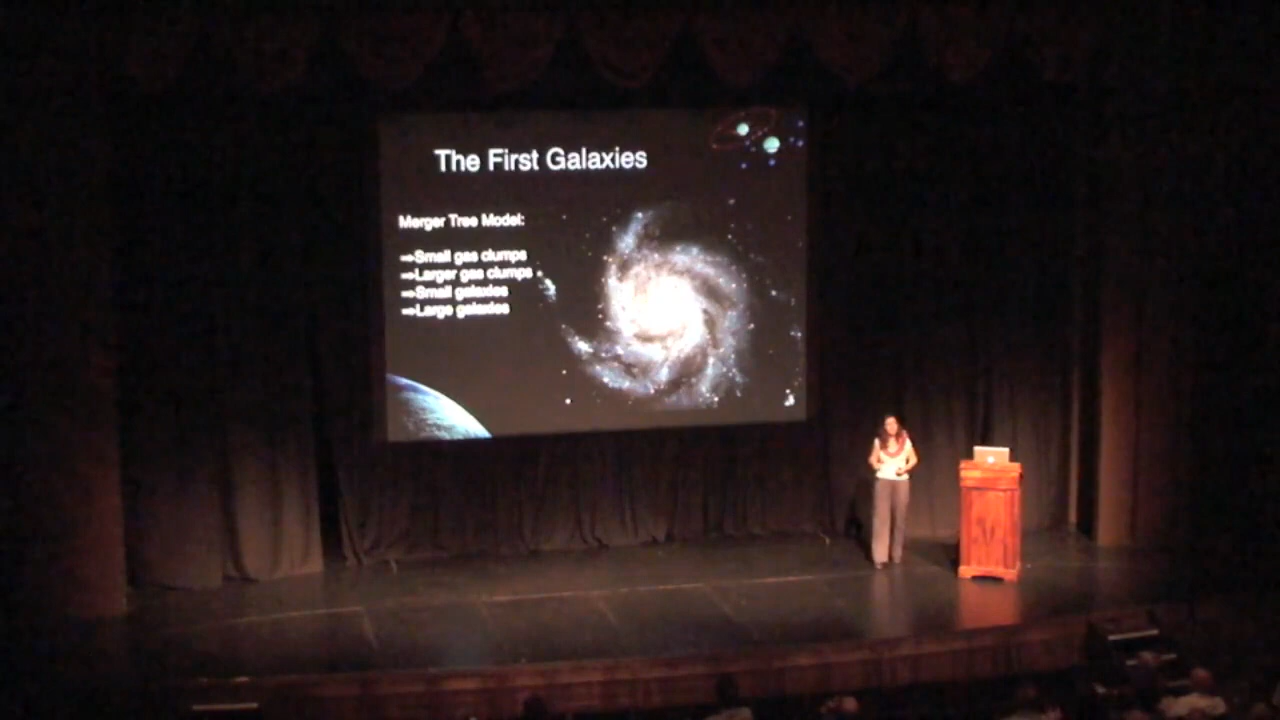 The First Galaxies
Merger Tree Model:
⇒Small gas clumps
⇒Larger gas clumps
⇒Small galaxies
⇒Large galaxies